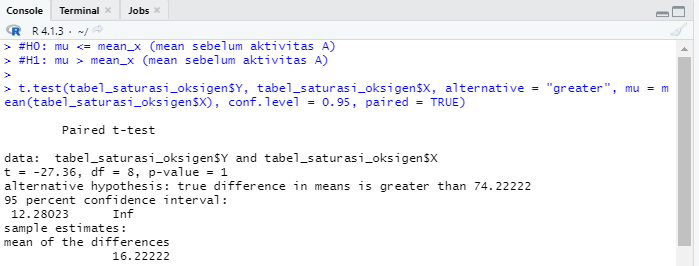 Console Terminal Jobs
R 4.1.3 · ~/
> #H0: mu <= mean_x (mean sebelum aktivitas A)
> #H1: mu > mean_x (mean sebelum aktivitas A)
>
> t.test(tabel_saturasi_oksigen$Y, tabel_saturasi_oksigen$X, alternative = "greater", mu = m
ean(tabel_saturasi_oksigen$X), conf.level = 0.95, paired = TRUE)
Paired t-test
data: tabel_saturasi_oksigen$Y and tabel_saturasi_oksigen$X
t = -27.36, df = 8, p-value = 1
alternative hypothesis: true difference in means is greater than 74.22222
95 percent confidence interval:
12.28023 Inf
sample estimates:
mean of the differences
16.22222